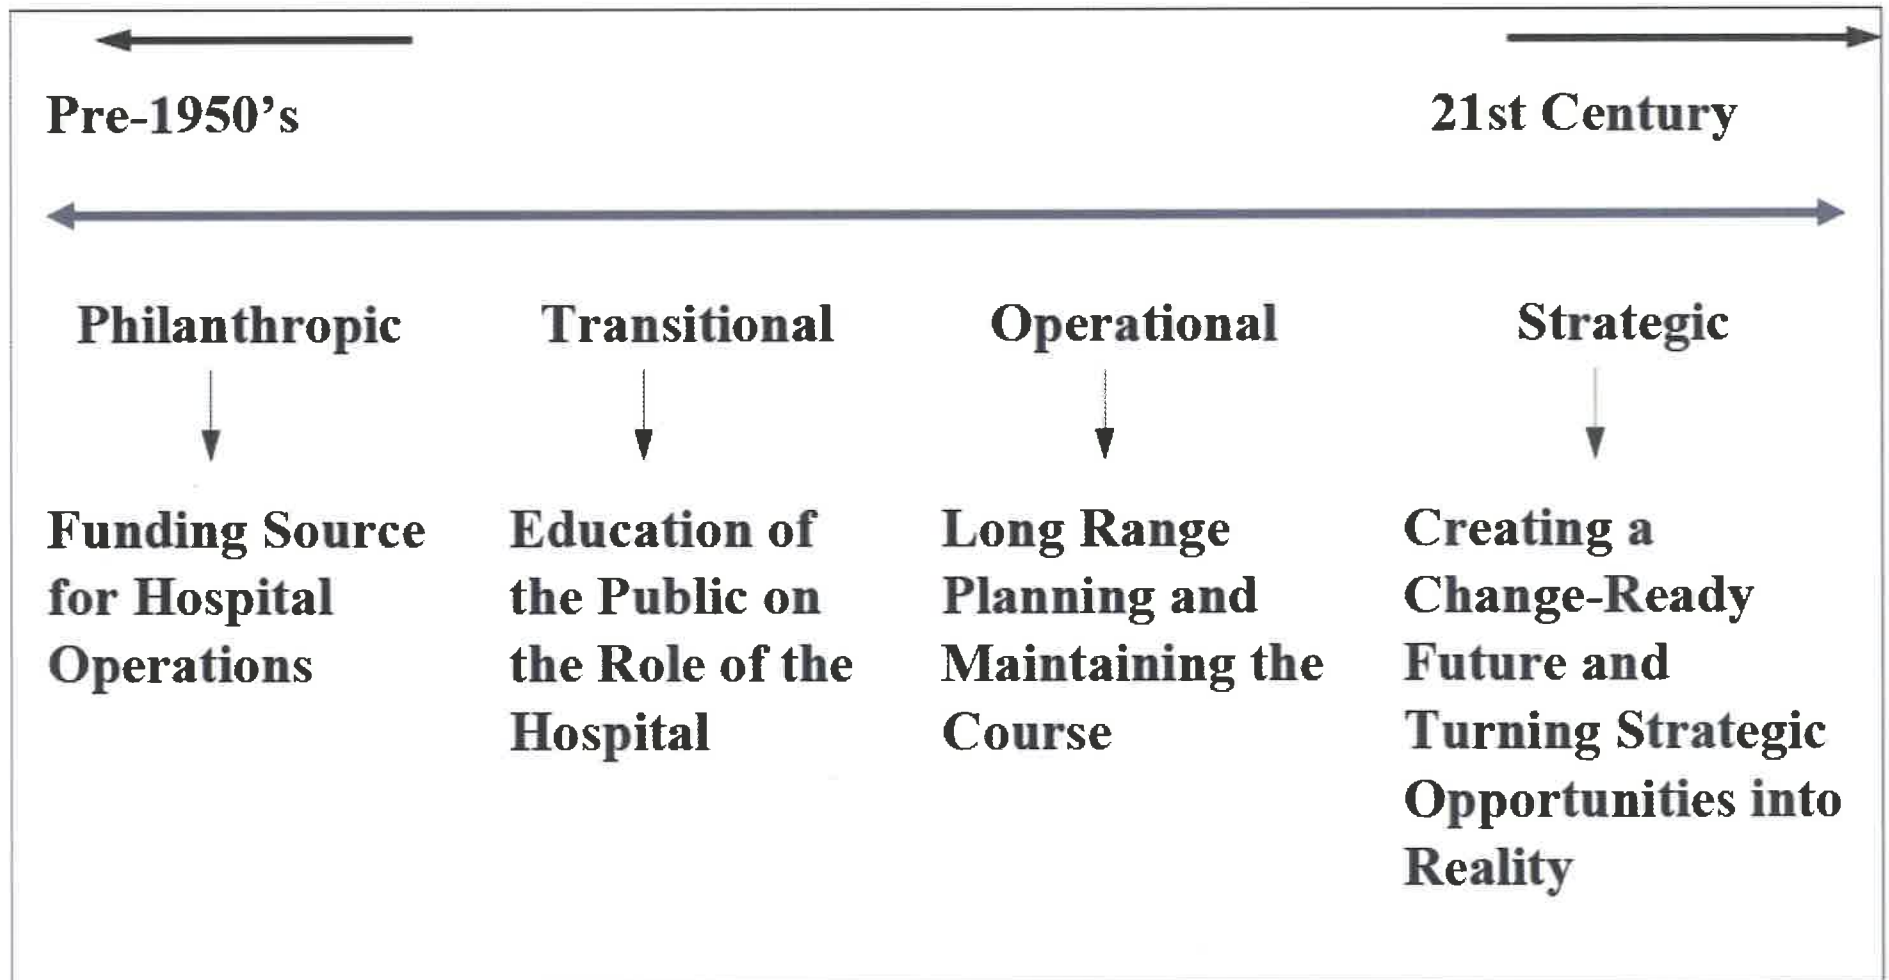 Pre-1950’s
21st Century
Philanthropic
Transitional
Operational
Strategic
Funding Source
for Hospital
Operations
Education of
the Public on
the Role of the
Hospital
Long Range
Planning and
Maintaining the
Course
Creating a
Change-Ready
Future and
Turning Strategic
Opportunities into
Reality